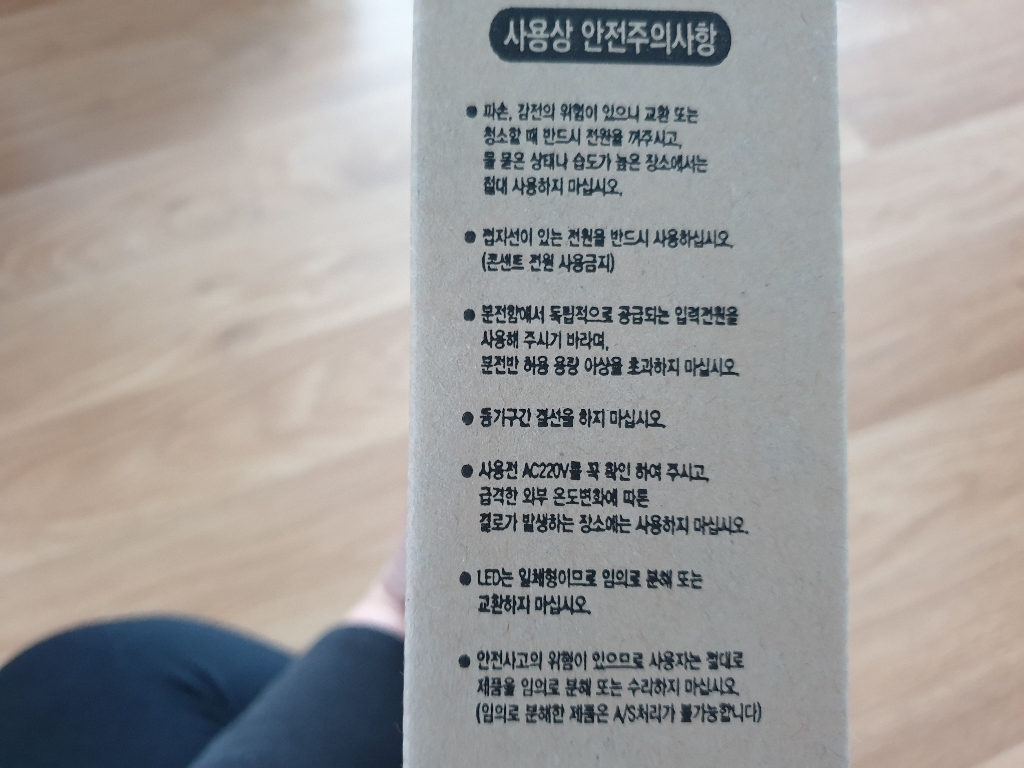 사용상 안전주의사항
● 파손, 감전의 위험이 있으니 교환 또는
청소할 때 반드시 전원을 꺼주시고,
물 묻은 상태나 습도가 높은 장소에서는
절대 사용하지 마십시오.
● 접지선이 있는 전원을 반드시 사용하십시오.
(콘센트 전원 사용금지)
● 분전함에서 독립적으로 공급되는 입력전원을
사용해 주시기 바라며,
분전반 허용 용량 이상을 초과하지 마십시오.
● 등기구간 결선을 하지 마십시오.
● 사용전 AC220V를 꼭 확인 하여 주시고,
급격한 외부 온도변화에 따른
결로가 발생하는 장소에는 사용하지 마십시오.
● LED는 일체형이므로 임의로 분해 또는
교환하지 마십시오.
● 안전사고의 위험이 있으므로 사용자는 절대로
제품을 임의로 분해 또는 수리하지 마십시오.
(임의로 분해한 제품은 A/S처리가 불가능합니다)